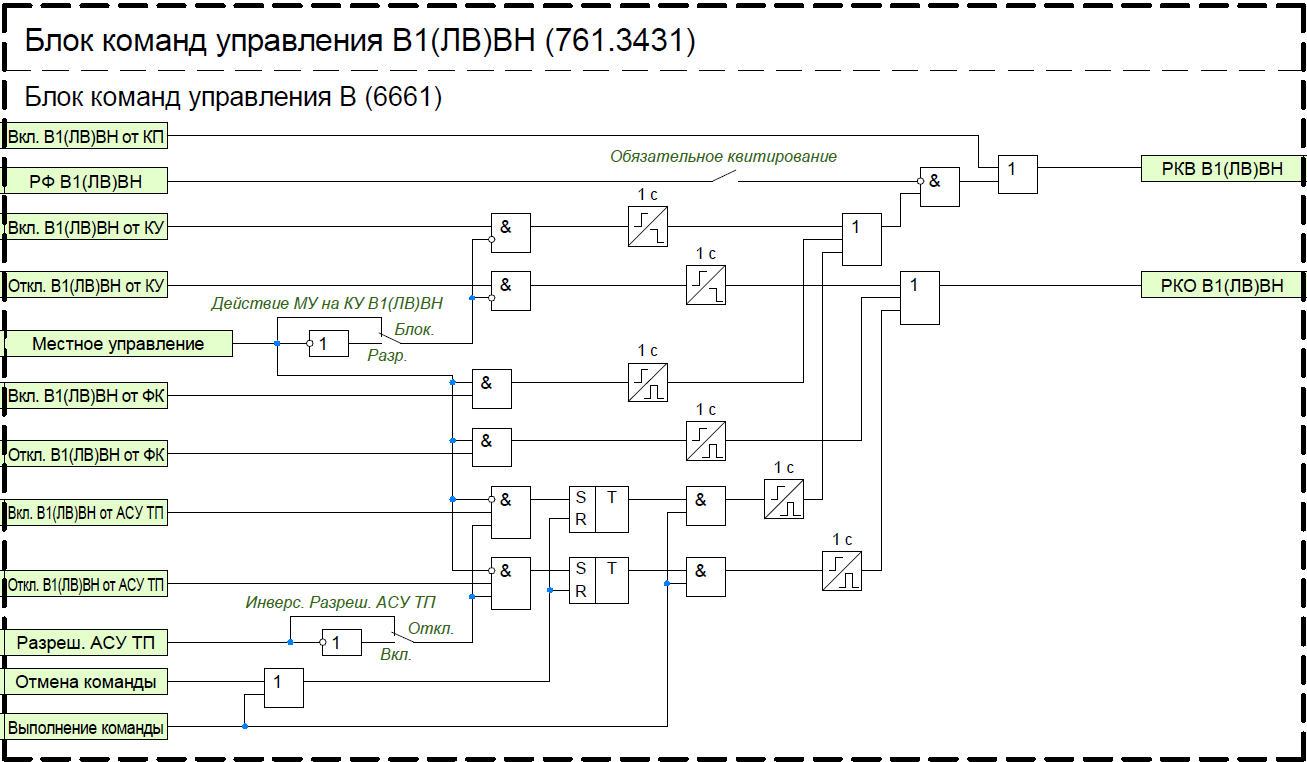 Блок команд управления В1(ЛВ)ВН (761.3431)
Блок команд управления В (6661)
Вкл. В1(ЛВ)ВН от КП
Обязательное квитирование
РФ В1(ЛВ)ВН
&
1
РКВ В1(ЛВ)ВН
1 с
Вкл. В1(ЛВ)ВН от КУ
&
1
1 с
Откл. В1(ЛВ)ВН от КУ
&
1
РКО В1(ЛВ)ВН
Действие МУ на КУ В1(ЛВ)ВН
Блок.
Местное управление
1
Разр.
1 с
&
Вкл. В1(ЛВ)ВН от ФК
1 с
&
Откл. В1(ЛВ)ВН от ФК
1 с
&
S T
R
&
Вкл. В1(ЛВ)ВН от АСУ ТП
1 с
&
S T
R
&
Откл. В1(ЛВ)ВН от АСУ ТП
Инверс. Разреш. АСУ ТП
Откл.
Разреш. АСУ ТП
1
Вкл.
Отмена команды
1
Выполнение команды